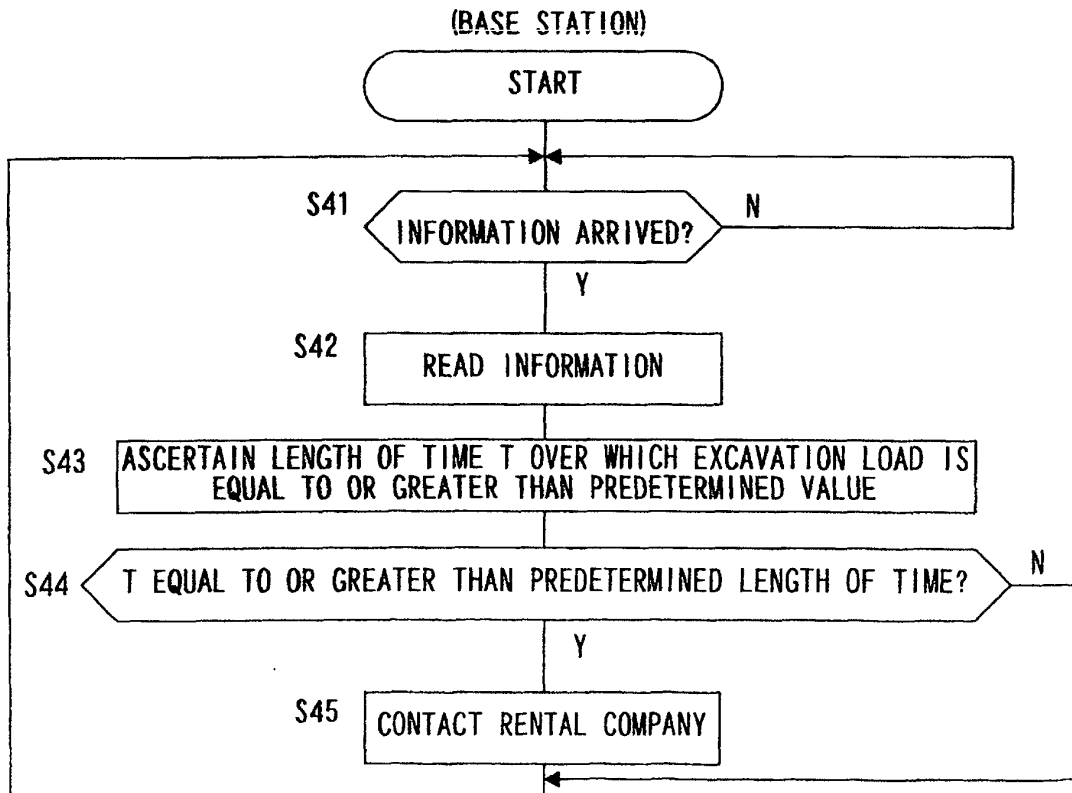 (BASE STATION)
START
S41
INFORMATION ARRIVED?
N
Y
S42
READ INFORMATION
S43
ASCERTAIN LENGTH OF TIME T OVER WHICH EXCAVATION LOAD IS
EQUAL TO OR GREATER THAN PREDETERMINED VALUE
S44
T EQUAL TO OR GREATER THAN PREDETERMINED LENGTH OF TIME?
N
Y
S45
CONTACT RENTAL COMPANY